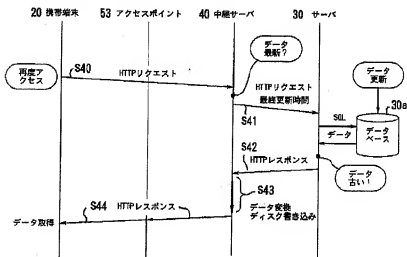 20 携帯端末
53 アクセスポイント
40 中継サーバ
30 サーバ
データ
最新？
再度ア
クセス
S40
HTTPリクエスト
データ
更新
HTTPリクエスト
最終更新時間
30a
S41
SQL
データ
データ
ベース
S42
HTTPレスポンス
データ
古い！
S43
S44
HTTPレスポンス
データ変換
ディスク書き込み
データ取得